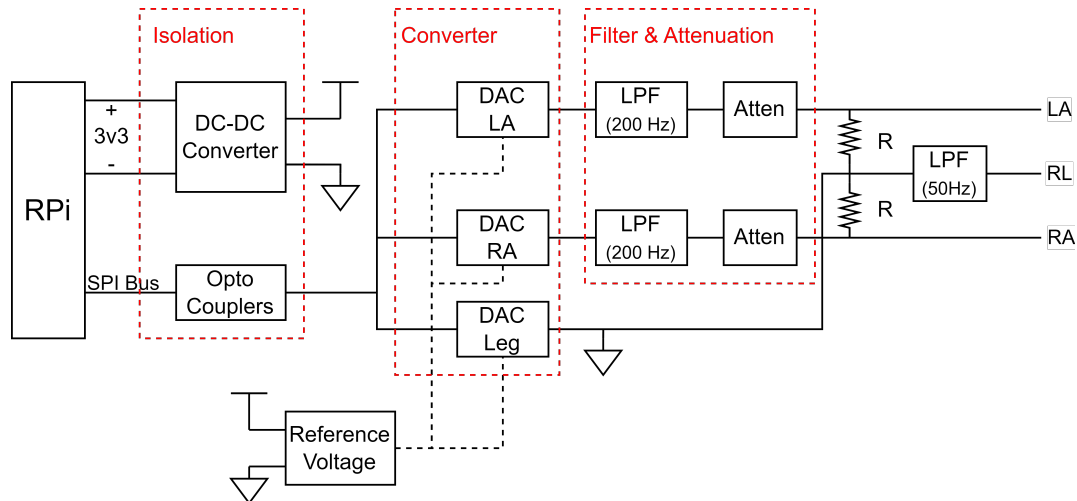 Isolation
Converter
Filter & Attenuation
RPi
+
3v3
-
DC-DC
Converter
DAC
LA
LPF
(200 Hz)
Atten
LA
R
LPF
(50Hz)
RL
R
DAC
RA
LPF
(200 Hz)
Atten
RA
SPI Bus
Opto
Couplers
DAC
Leg
Reference
Voltage